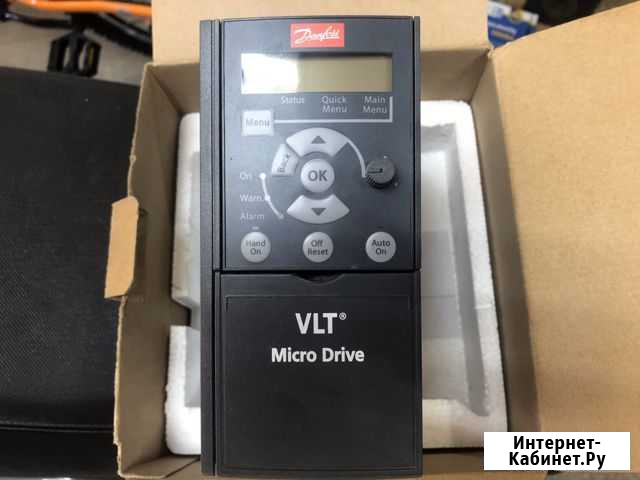 Danfoss
Status Quick Menu Main Menu
Menu
Back
OK
On
Warn.
Alarm
Hand On
Off Reset
Auto On
VLT®
Micro Drive
Интернет-
Кабинет.Ру